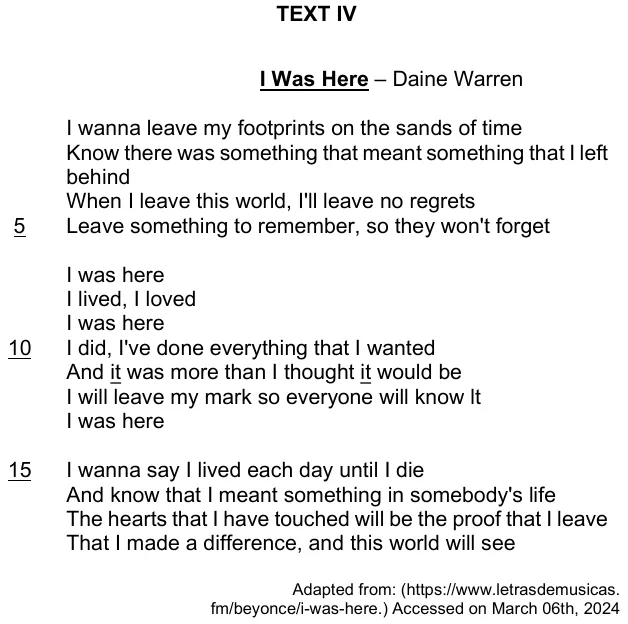 TEXT IV
I Was Here – Daine Warren
I wanna leave my footprints on the sands of time
Know there was something that meant something that I left
behind
When I leave this world, I'll leave no regrets
5 Leave something to remember, so they won't forget
I was here
I lived, I loved
I was here
10 I did, I've done everything that I wanted
And it was more than I thought it would be
I will leave my mark so everyone will know It
I was here
15 I wanna say I lived each day until I die
And know that I meant something in somebody's life
The hearts that I have touched will be the proof that I leave
That I made a difference, and this world will see
Adapted from: (https://www.letrasdemusicas.
fm/beyonce/i-was-here.) Accessed on March 06th, 2024